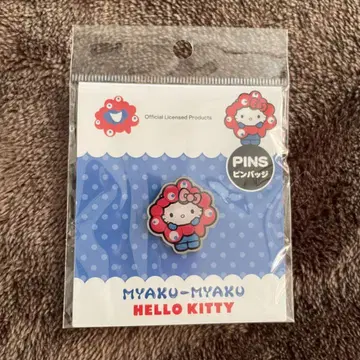 Official Licensed Products
PINS
ピンバッジ
MYAKU-MYAKU
HELLO KITTY